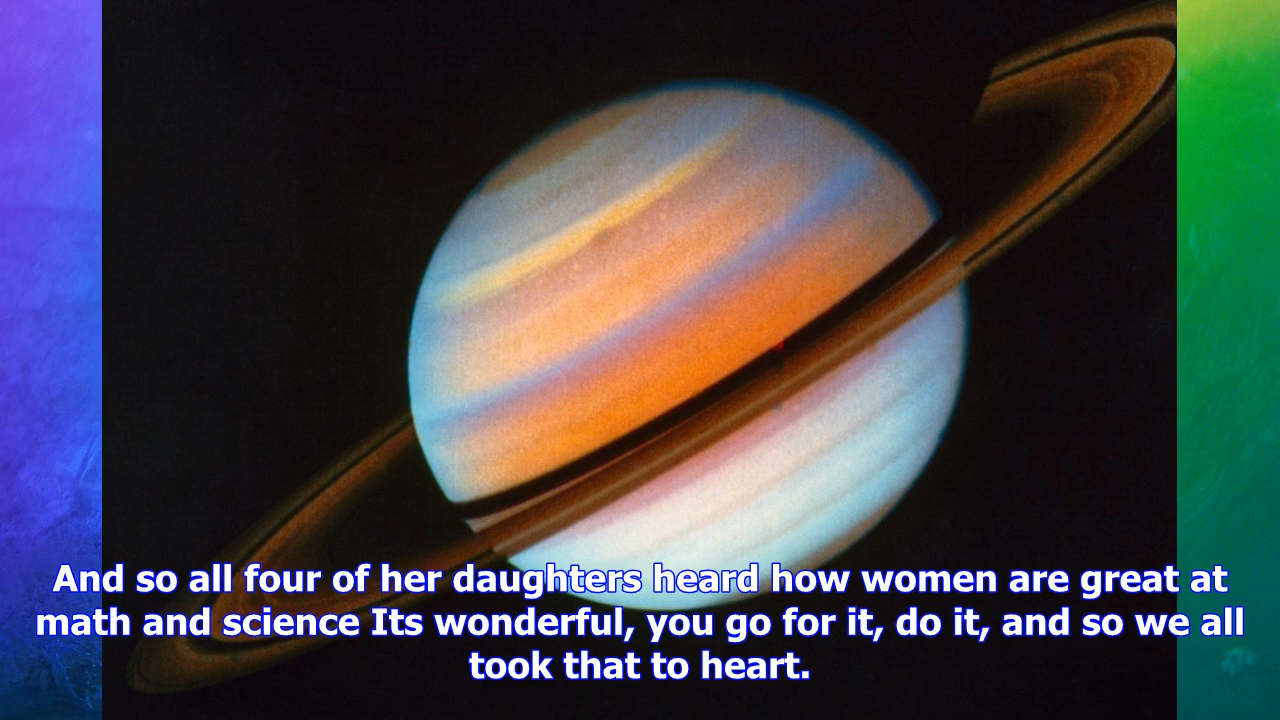 And so all four of her daughters heard how women are great at
math and science Its wonderful, you go for it, do it, and so we all
took that to heart.